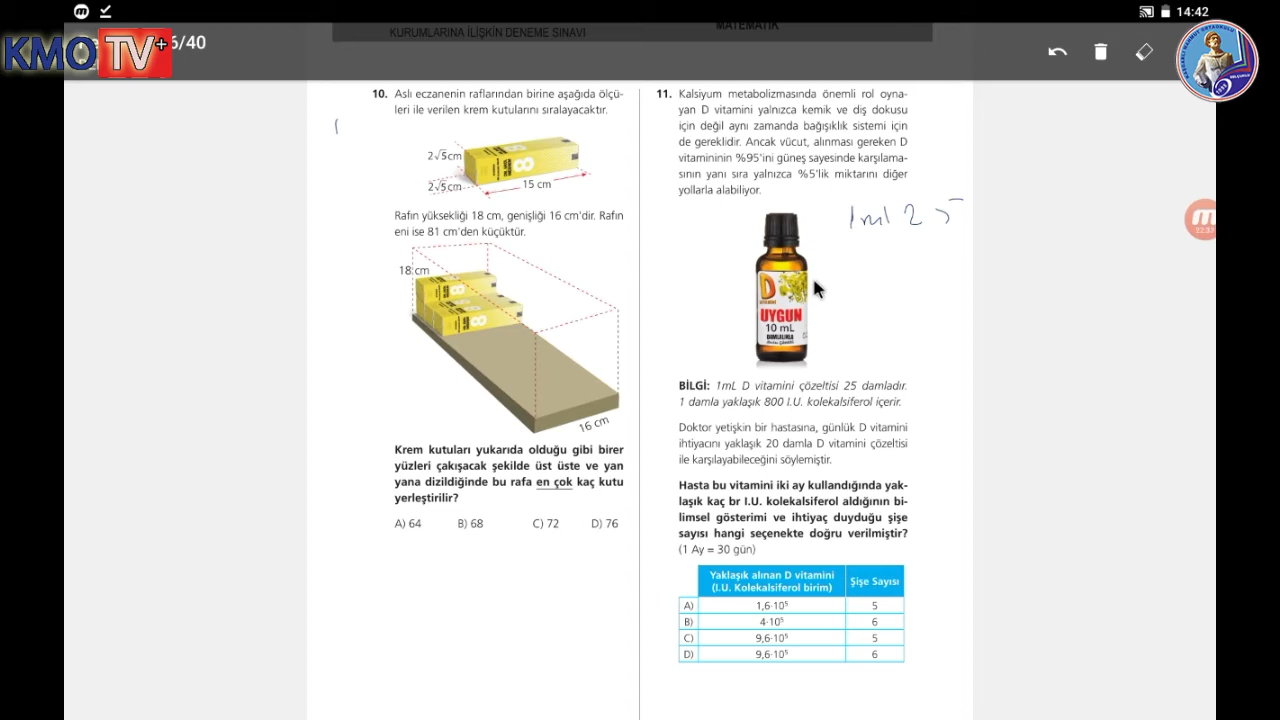 14:42
KMO TV+
6/40
KURUMLARINA İLİŞKİN DENEME SINAVI
MATEMATİK
10. Aslı eczanenin raflarından birine aşağıda ölçü-
leri ile verilen krem kutularını sıralayacaktır.
2√5cm
2√5cm
15 cm
8
Rafın yüksekliği 18 cm, genişliği 16 cm'dir. Rafın
eni ise 81 cm'den küçüktür.
18 cm
8
8
16 cm
Krem kutuları yukarıda olduğu gibi birer
yüzleri çakışacak şekilde üst üste ve yan
yana dizildiğinde bu rafa en çok kaç kutu
yerleştirilir?
A) 64 B) 68 C) 72 D) 76
11. Kalsiyum metabolizmasında önemli rol oyna-
yan D vitamini yalnızca kemik ve diş dokusu
için değil aynı zamanda bağışıklık sistemi için
de gereklidir. Ancak vücut, alınması gereken D
vitamininin %95'ini güneş sayesinde karşılama-
sının yanı sıra yalnızca %5'lik miktarını diğer
yollarla alabiliyor.
1ml 25
D
UYGUN
10 mL
DAMLALIKLA
BİLGİ: 1mL D vitamini çözeltisi 25 damladır.
1 damla yaklaşık 800 I.U. kolekalsiferol içerir.
Doktor yetişkin bir hastasına, günlük D vitamini
ihtiyacını yaklaşık 20 damla D vitamini çözeltisi
ile karşılayabileceğini söylemiştir.
Hasta bu vitamini iki ay kullandığında yak-
laşık kaç br I.U. kolekalsiferol aldığının bi-
limsel gösterimi ve ihtiyaç duyduğu şişe
sayısı hangi seçenekte doğru verilmiştir?
(1 Ay = 30 gün)
Yaklaşık alınan D vitamini
(I.U. Kolekalsiferol birim) Şişe Sayısı
A) 1,6·10⁵ 5
B) 4·10⁵ 6
C) 9,6·10⁵ 5
D) 9,6·10⁵ 6